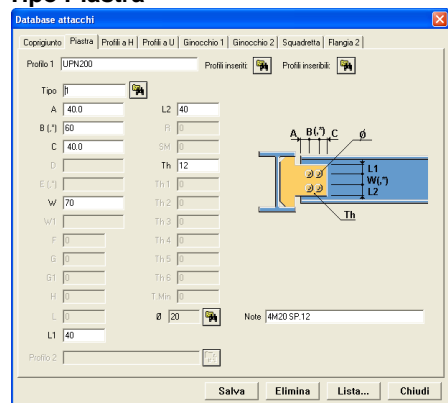 Tipo Piastra
Database attacchi
Coprigiunto Piastra Profili a H Profili a U Ginocchio 1 Ginocchio 2 Squadretta Flangia 2
Profilo 1 UPN200 Profili inseriti: Profili inseribili:
Tipo
A 40.0 L2 40
B (,") 60 R 0
C 40.0 SM 0
D Th 12
E (,") Th 1 0
W 70 Th 2 0
W1 Th 3 0
F 0 Th 4 0
G 0 Th 5 0
G1 0 Th 6 0
H 0 T.Min 0
L 0 Ø 20 Note 4M20 SP.12
L1 40
Profilo 2
A B(,") C ø
L1
W(,")
L2
Th
Salva Elimina Lista... Chiudi